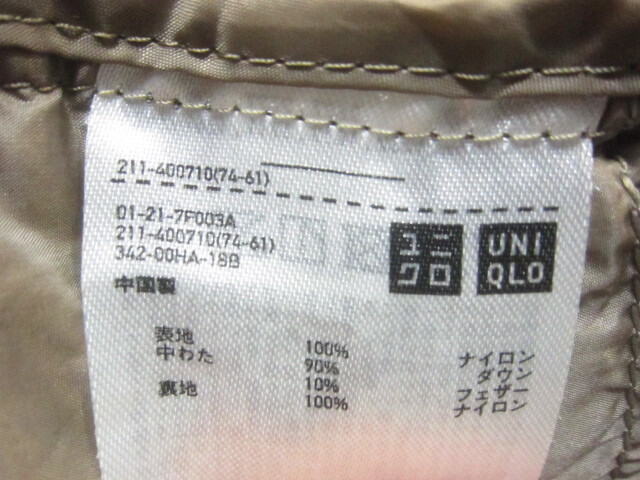 211-400710(74-61)
01-21-7F003A
211-400710(74-61)
342-00HA-18B
中国製
ユニクロ
UNIQLO
表地 100% ナイロン
中わた 90% ダウン
10% フェザー
裏地 100% ナイロン